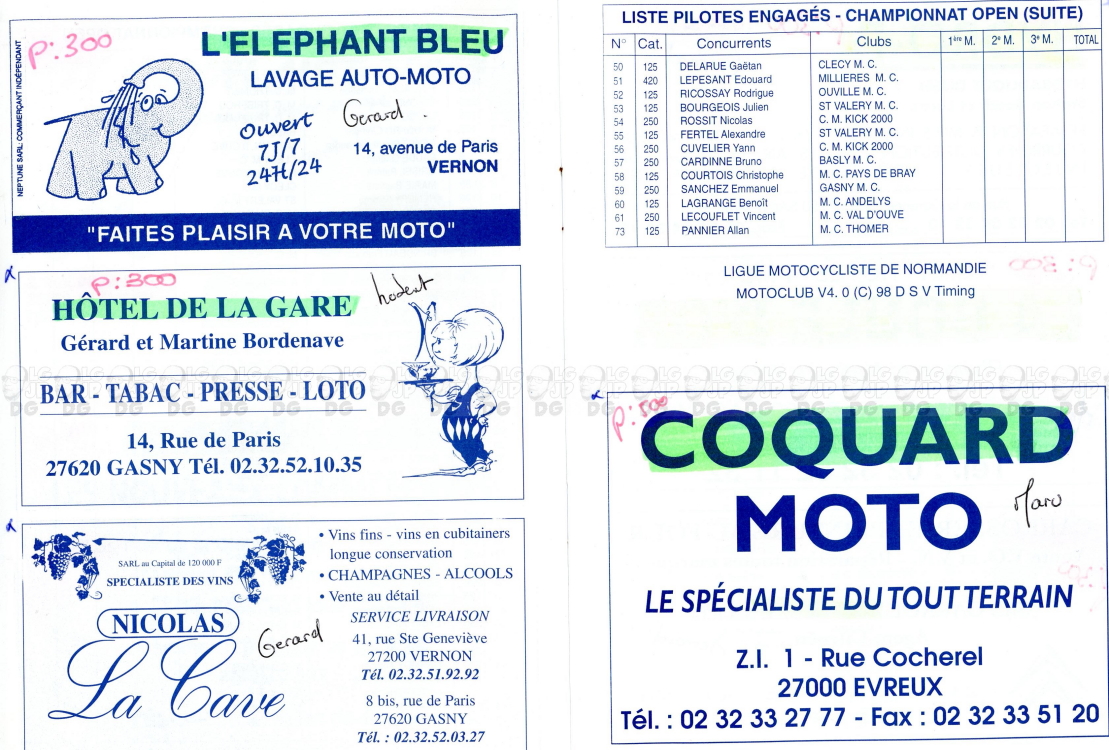 P: 300
L'ELEPHANT BLEU
LAVAGE AUTO-MOTO
Ouvert
7J/7
24H/24
Gerard.
14, avenue de Paris
VERNON
NEPTUNE SARL: COMMERÇANT INDÉPENDANT
"FAITES PLAISIR A VOTRE MOTO"
P: 300
HÔTEL DE LA GARE
Gérard et Martine Bordenave
BAR - TABAC - PRESSE - LOTO
14, Rue de Paris
27620 GASNY Tél. 02.32.52.10.35
SARL au Capital de 120 000 F
SPECIALISTE DES VINS
NICOLAS
La Cave
Gerard
• Vins fins - vins en cubitainers
longue conservation
• CHAMPAGNES - ALCOOLS
• Vente au détail
SERVICE LIVRAISON
41, rue Ste Geneviève
27200 VERNON
Tél. 02.32.51.92.92
8 bis, rue de Paris
27620 GASNY
Tél. : 02.32.52.03.27
LISTE PILOTES ENGAGÉS - CHAMPIONNAT OPEN (SUITE)
N° Cat. Concurrents Clubs 1ère M. 2e M. 3e M. TOTAL
50 125 DELARUE Gaëtan CLECY M. C.
51 420 LEPESANT Edouard MILLIERES M. C.
52 125 RICOSSAY Rodrigue OUVILLE M. C.
53 125 BOURGEOIS Julien ST VALERY M. C.
54 250 ROSSIT Nicolas C. M. KICK 2000
55 125 FERTEL Alexandre ST VALERY M. C.
56 250 CUVELIER Yann C. M. KICK 2000
57 250 CARDINNE Bruno BASLY M. C.
58 125 COURTOIS Christophe M. C. PAYS DE BRAY
59 250 SANCHEZ Emmanuel GASNY M. C.
60 125 LAGRANGE Benoît M. C. ANDELYS
61 250 LECOUFLET Vincent M. C. VAL D'OUVE
73 125 PANNIER Allan M. C. THOMER
LIGUE MOTOCYCLISTE DE NORMANDIE
MOTOCLUB V4. 0 (C) 98 D S V Timing
P: 500
COQUARD
MOTO
Marc
LE SPÉCIALISTE DU TOUT TERRAIN
Z.I. 1 - Rue Cocherel
27000 EVREUX
Tél. : 02 32 33 27 77 - Fax : 02 32 33 51 20